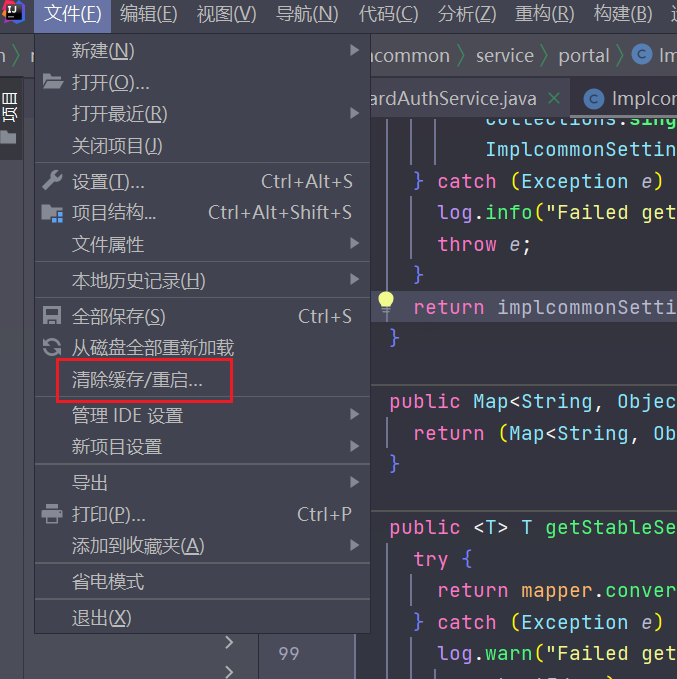 文件(F) 编辑(E) 视图(V) 导航(N) 代码(C) 分析(Z) 重构(R) 构建(B)
ncommon service portal
项目
新建(N)
打开(O)...
打开最近(R)
关闭项目(J)
设置(T)... Ctrl+Alt+S
项目结构... Ctrl+Alt+Shift+S
文件属性
本地历史记录(H)
全部保存(S) Ctrl+S
从磁盘全部重新加载
清除缓存/重启...
管理 IDE 设置
新项目设置
导出
打印(P)... Ctrl+P
添加到收藏夹(A)
省电模式
退出(X)
ardAuthService.java Implcom
Collections.sing
ImplcommonSettin
} catch (Exception e)
log.info("Failed get
throw e;
}
return implcommonSetti
}
public Map<String, Objec
return (Map<String, Ob
}
public <T> T getStableSe
try {
return mapper.conver
} catch (Exception e)
99 log.warn("Failed get